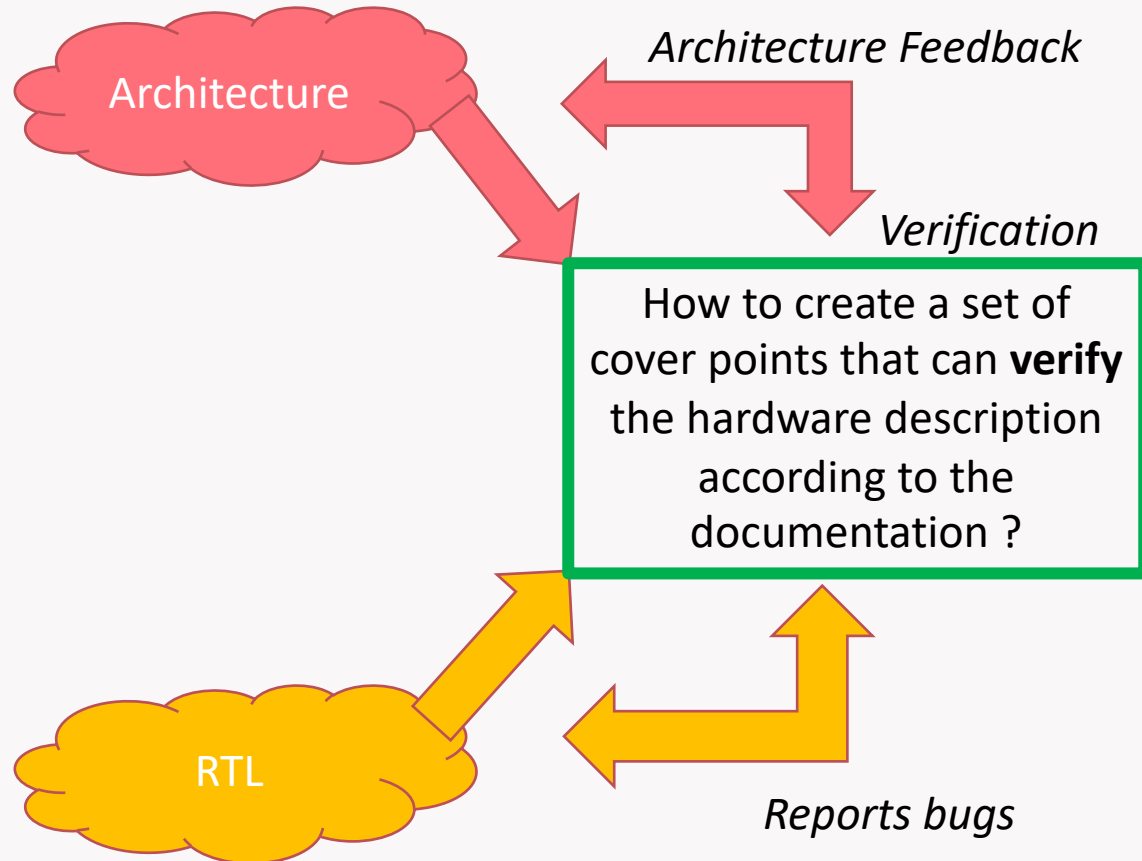 Architecture Feedback
Architecture
Verification
How to create a set of
cover points that can verify
the hardware description
according to the
documentation ?
RTL
Reports bugs